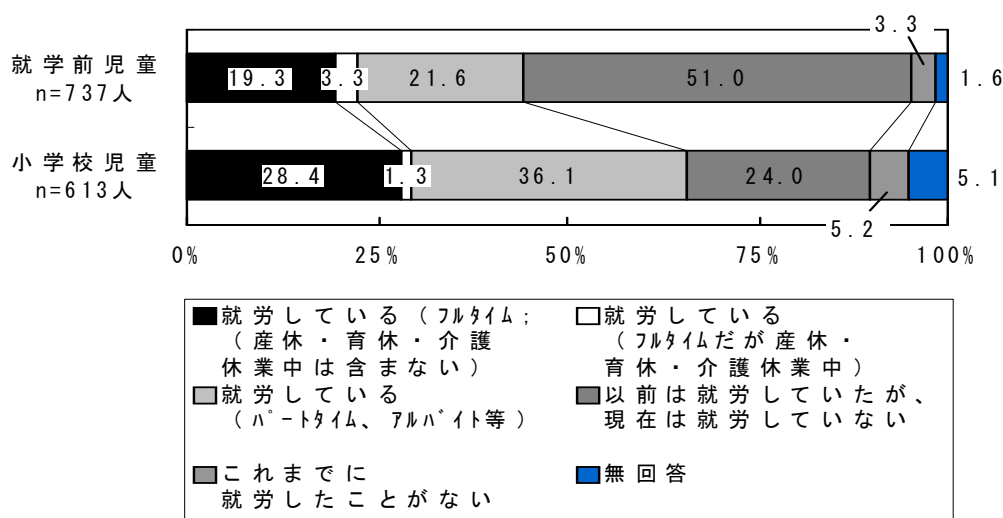 3.3
就学前児童
n=737人
19.3 3.3 21.6 51.0 1.6
小学校児童
n=613人
28.4 1.3 36.1 24.0 5.1
5.2
0% 25% 50% 75% 100%
就労している（ﾌﾙﾀｲﾑ；
（産休・育休・介護
休業中は含まない）
就労している
（ﾌﾙﾀｲﾑだが産休・
育休・介護休業中）
就労している
（ﾊﾟｰﾄﾀｲﾑ、ｱﾙﾊﾞｲﾄ等）
以前は就労していたが、
現在は就労していない
これまでに
就労したことがない
無回答